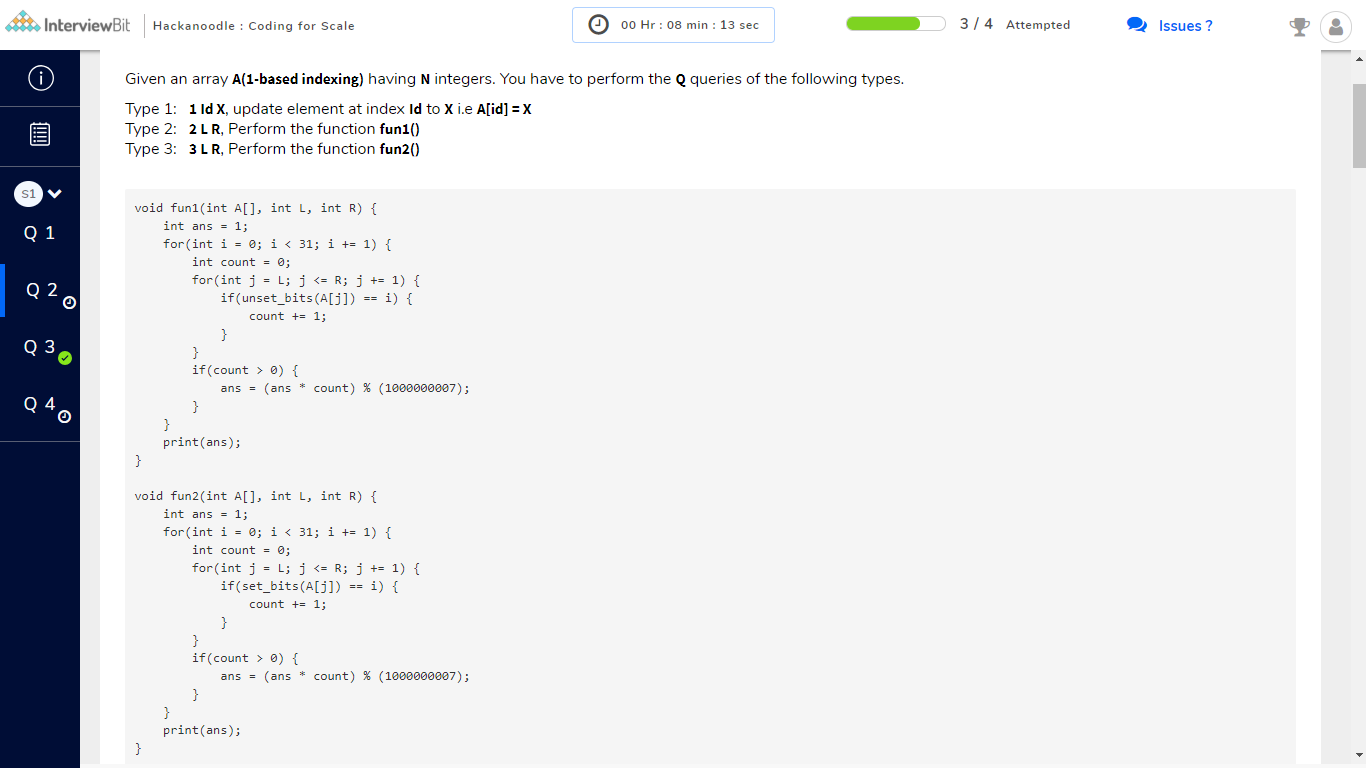 InterviewBit
Hackanoodle : Coding for Scale
00 Hr : 08 min : 13 sec
3 / 4 Attempted
Issues ?
S1
Q 1
Q 2
Q 3
Q 4
Given an array A(1-based indexing) having N integers. You have to perform the Q queries of the following types.
Type 1: 1 Id X, update element at index Id to X i.e A[id] = X
Type 2: 2 L R, Perform the function fun1()
Type 3: 3 L R, Perform the function fun2()
void fun1(int A[], int L, int R) {
    int ans = 1;
    for(int i = 0; i < 31; i += 1) {
        int count = 0;
        for(int j = L; j <= R; j += 1) {
            if(unset_bits(A[j]) == i) {
                count += 1;
            }
        }
        if(count > 0) {
            ans = (ans * count) % (1000000007);
        }
    }
    print(ans);
}
void fun2(int A[], int L, int R) {
    int ans = 1;
    for(int i = 0; i < 31; i += 1) {
        int count = 0;
        for(int j = L; j <= R; j += 1) {
            if(set_bits(A[j]) == i) {
                count += 1;
            }
        }
        if(count > 0) {
            ans = (ans * count) % (1000000007);
        }
    }
    print(ans);
}